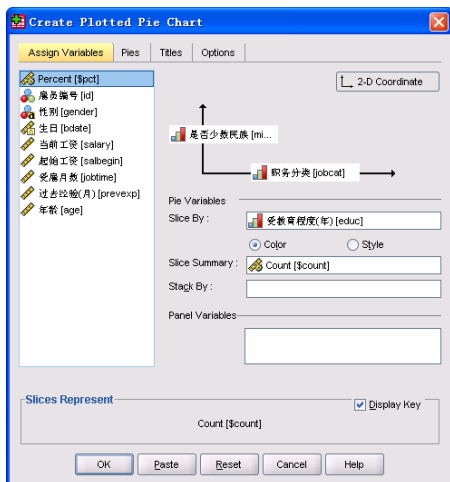 Create Plotted Pie Chart
Assign Variables Pies Titles Options
Percent [$pct]
雇员编号 [id]
性别 [gender]
生日 [bdate]
当前工资 [salary]
起始工资 [salbegin]
受雇月数 [jobtime]
过去经验(月) [prevexp]
年龄 [age]
2-D Coordinate
是否少数民族 [mi...
职务分类 [jobcat]
Pie Variables
Slice By :
受教育程度(年) [educ]
Color Style
Slice Summary :
Count [$count]
Stack By :
Panel Variables
Slices Represent
Display Key
Count [$count]
OK Paste Reset Cancel Help